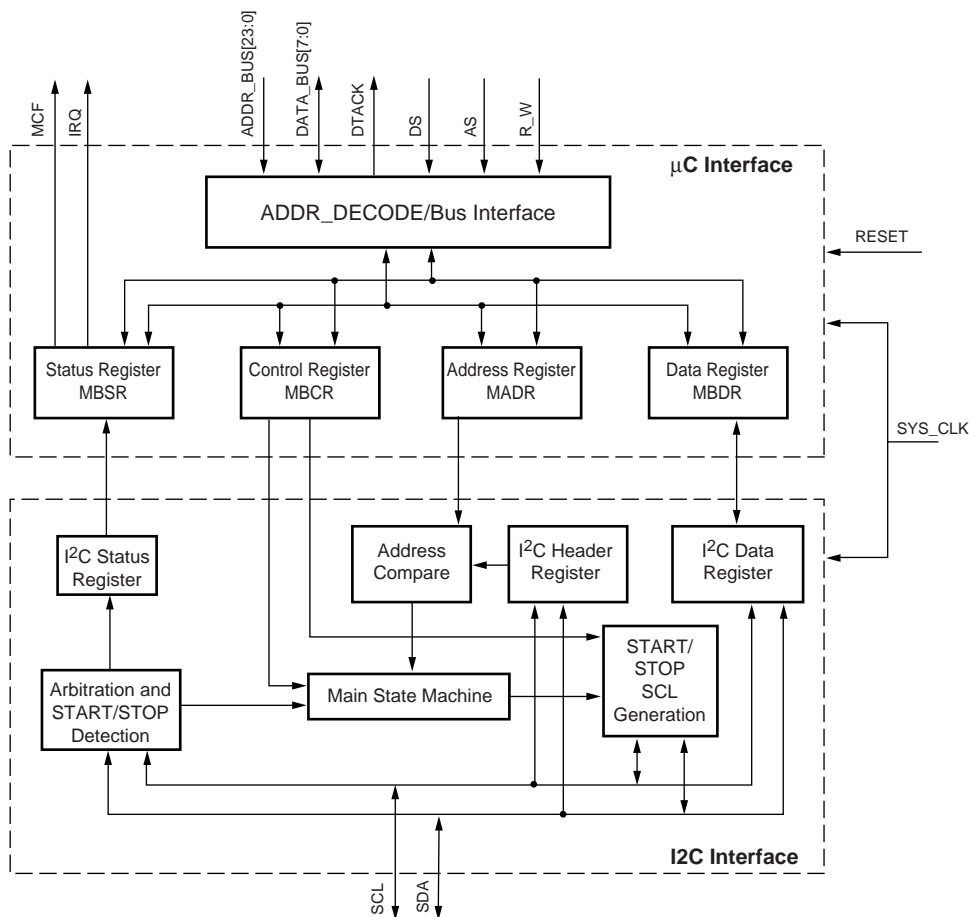 MCF
IRQ
ADDR_BUS[23:0]
DATA_BUS[7:0]
DTACK
DS
AS
R_W
µC Interface
ADDR_DECODE/Bus Interface
RESET
Status Register
MBSR
Control Register
MBCR
Address Register
MADR
Data Register
MBDR
SYS_CLK
I2C Status
Register
Address
Compare
I2C Header
Register
I2C Data
Register
Arbitration and
START/STOP
Detection
Main State Machine
START/
STOP
SCL
Generation
I2C Interface
SCL
SDA